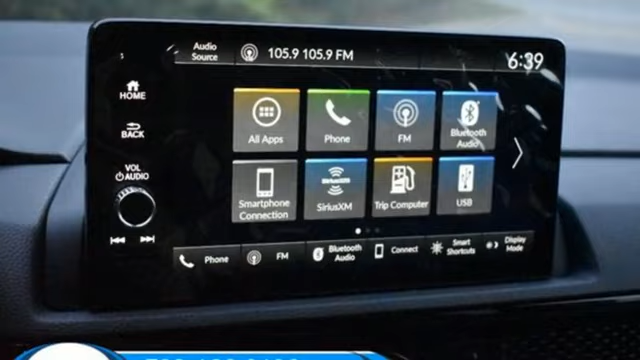 Audio
Source
105.9 105.9 FM
6:39
HOME
BACK
VOL
AUDIO
All Apps
Phone
FM
Bluetooth
Audio
Smartphone
Connection
SiriusXM
Trip Computer
USB
Phone
FM
Bluetooth
Audio
Connect
Smart
Shortcuts
Display
Mode